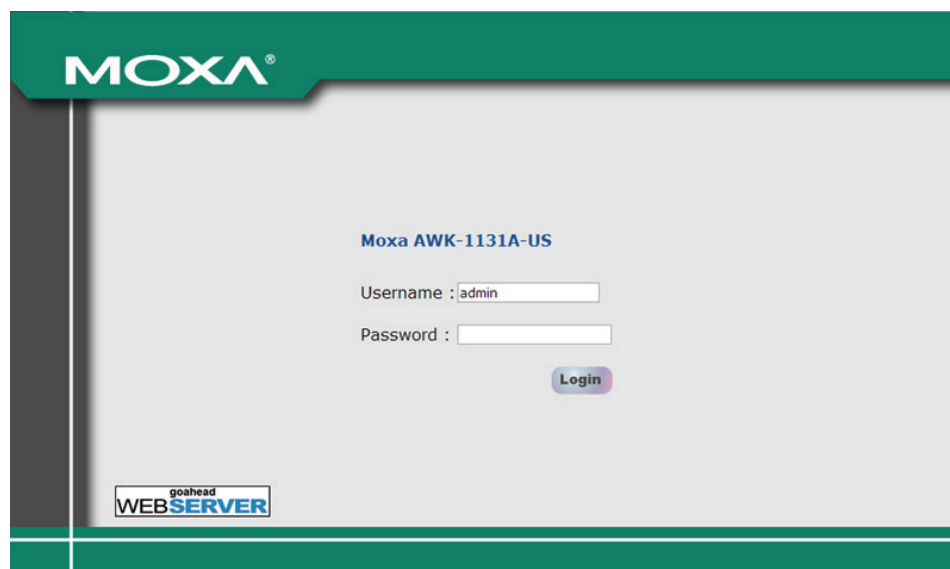 MOXA®
Moxa AWK-1131A-US
Username : admin
Password :
Login
goahead
WEBSERVER